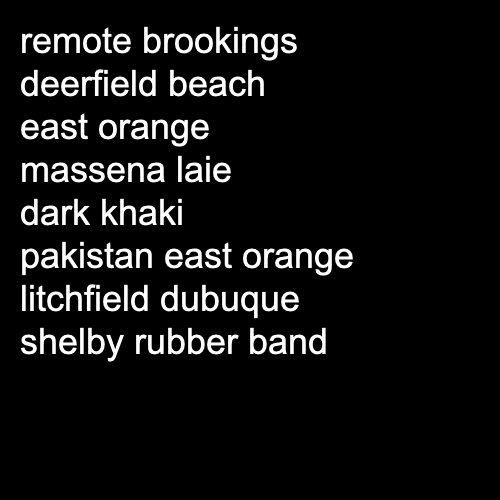 remote brookings
deerfield beach
east orange
massena laie
dark khaki
pakistan east orange
litchfield dubuque
shelby rubber band